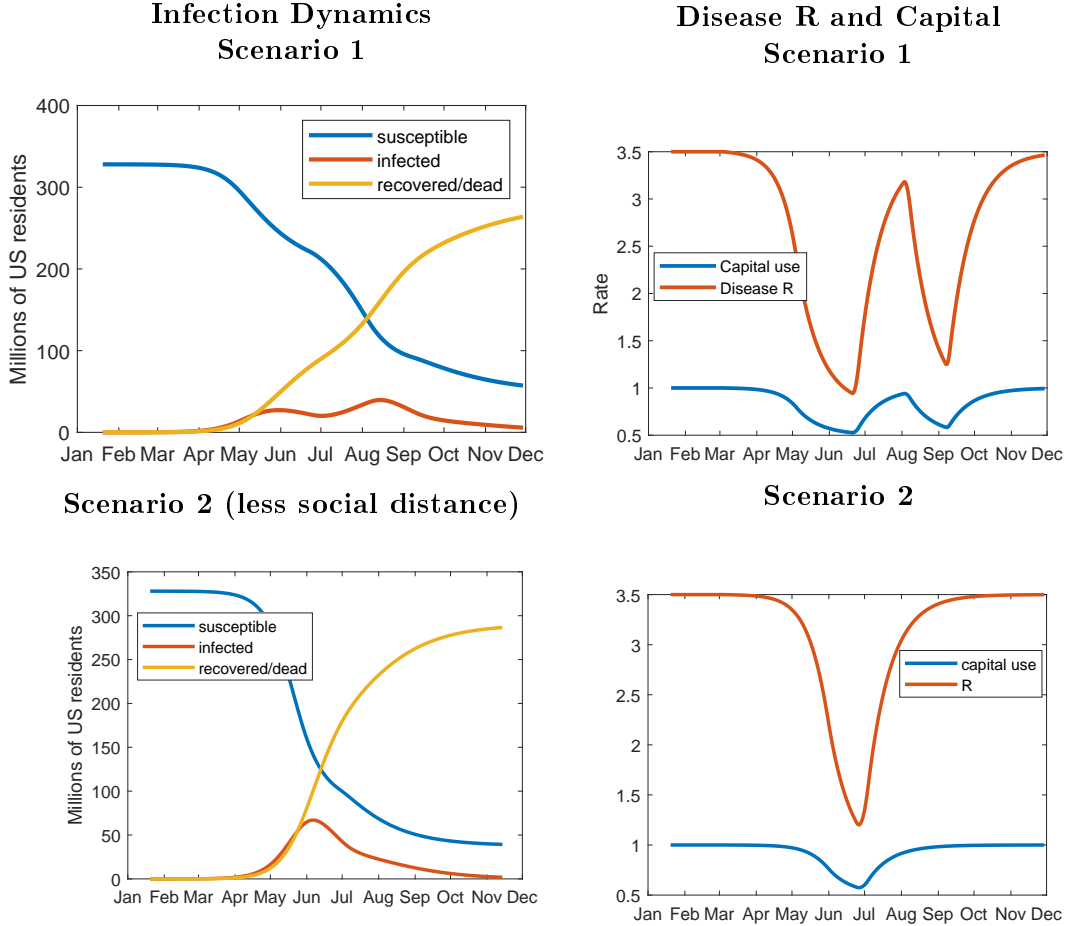 Infection Dynamics
Scenario 1
400
300
200
100
0
Millions of US residents
susceptible
infected
recovered/dead
Jan Feb Mar Apr May Jun Jul Aug Sep Oct Nov Dec
Disease R and Capital
Scenario 1
3.5
3
2.5
2
1.5
1
0.5
Rate
Capital use
Disease R
Jan Feb Mar Apr May Jun Jul Aug Sep Oct Nov Dec
Scenario 2 (less social distance)
350
300
250
200
150
100
50
0
Millions of US residents
susceptible
infected
recovered/dead
Jan Feb Mar Apr May Jun Jul Aug Sep Oct Nov Dec
Scenario 2
3.5
3
2.5
2
1.5
1
0.5
capital use
R
Jan Feb Mar Apr May Jun Jul Aug Sep Oct Nov Dec